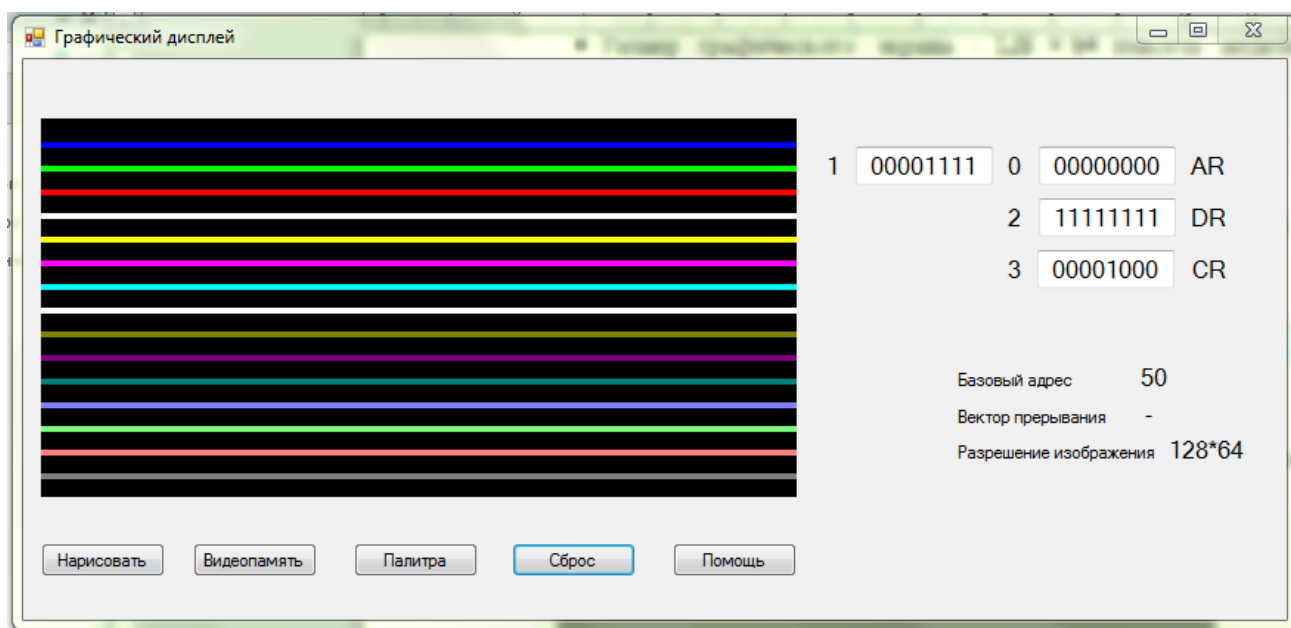 Графический дисплей
1 00001111 0 00000000 AR
2 11111111 DR
3 00001000 CR
Базовый адрес 50
Вектор прерывания -
Разрешение изображения 128*64
Нарисовать Видеопамять Палитра Сброс Помощь